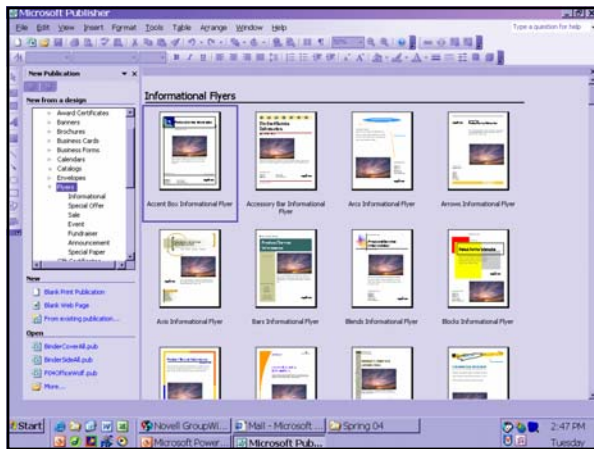 Microsoft Publisher
File Edit View Insert Format Tools Table Arrange Window Help
Type a question for help
New Publication
New from a design
Award Certificates
Banners
Brochures
Business Cards
Business Forms
Calendars
Catalogs
Envelopes
Flyers
Informational
Special Offer
Sale
Event
Fundraiser
Announcement
Special Paper
New
Blank Print Publication
Blank Web Page
From existing publication...
Open
BinderCoverAll.pub
BinderSideAll.pub
More...
Informational Flyers
Accent Box Informational Flyer
Accessory Bar Informational Flyer
Arcs Informational Flyer
Arrows Informational Flyer
Axis Informational Flyer
Bars Informational Flyer
Blends Informational Flyer
Blocks Informational Flyer
Start
Novell GroupWi...
Mail - Microsoft ...
Spring 04
2:47 PM
Microsoft Power...
Microsoft Pub...
Tuesday